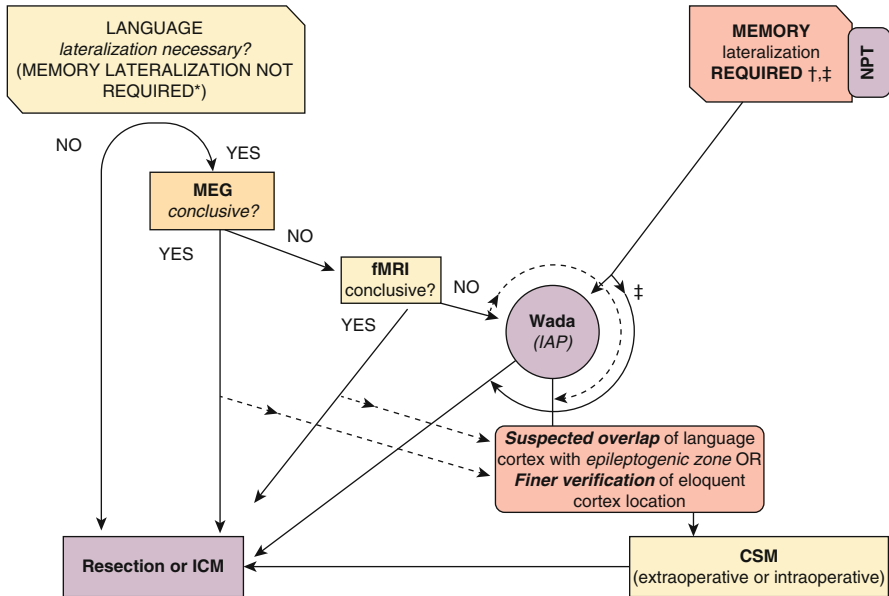 LANGUAGE
lateralization necessary?
(MEMORY LATERALIZATION NOT
REQUIRED*)
MEMORY
lateralization
REQUIRED †,‡
NPT
NO
YES
MEG
conclusive?
YES
NO
fMRI
conclusive?
NO
YES
‡
Wada
(IAP)
Suspected overlap of language
cortex with epileptogenic zone OR
Finer verification of eloquent
cortex location
Resection or ICM
CSM
(extraoperative or intraoperative)